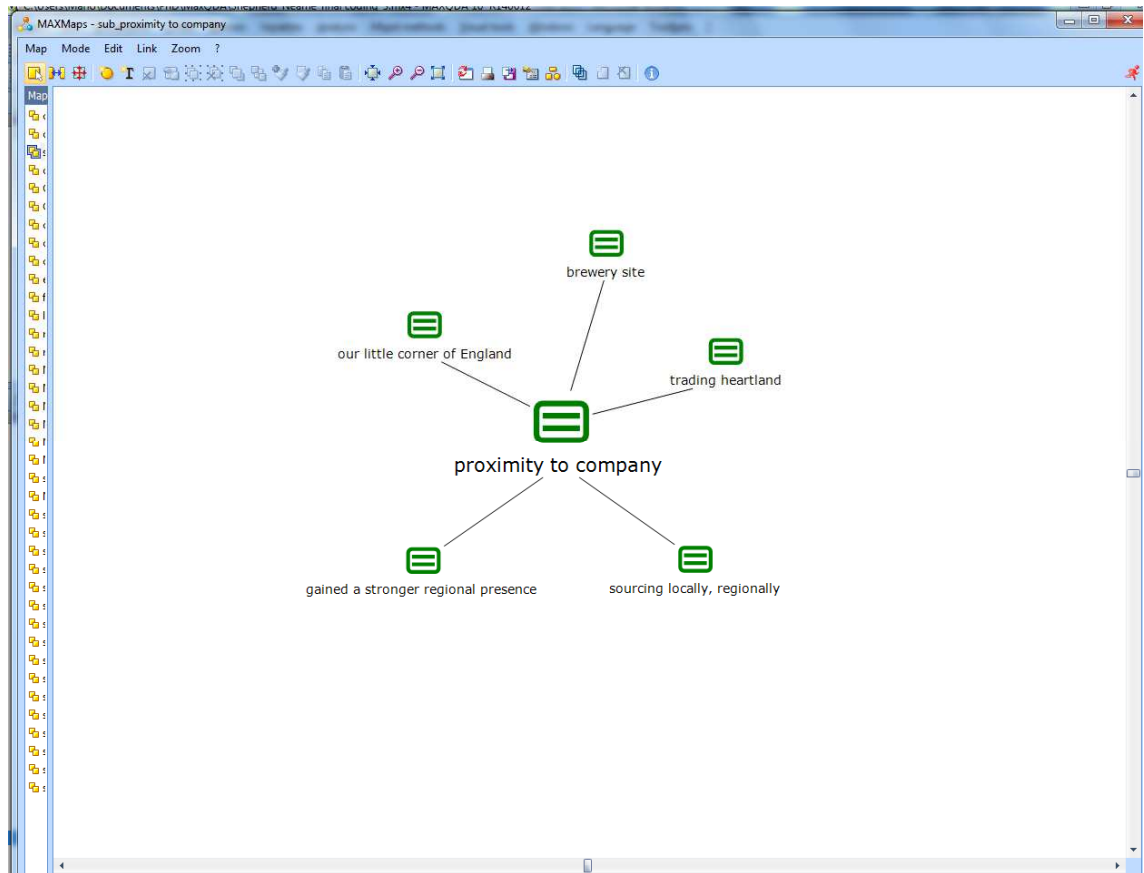 MAXMaps - sub_proximity to company
Map Mode Edit Link Zoom ?
Map
brewery site
our little corner of England
trading heartland
proximity to company
gained a stronger regional presence
sourcing locally, regionally